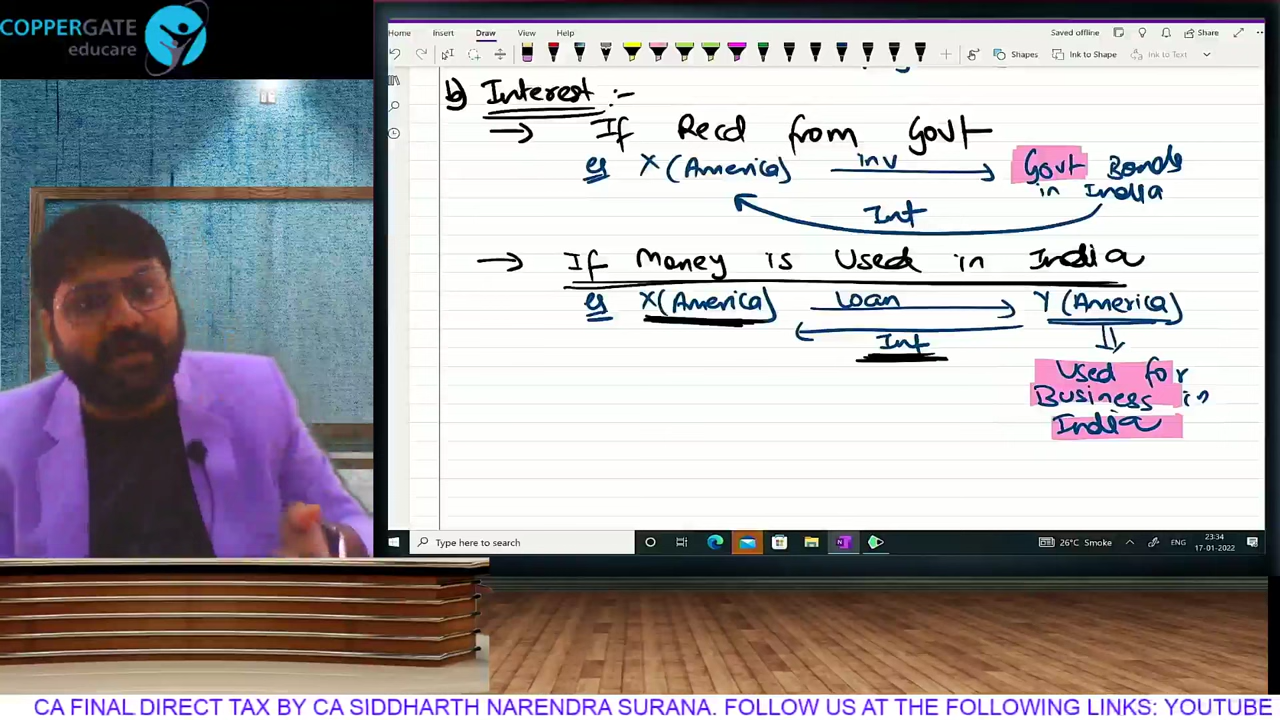 COPPERGATE
educare
Home Insert Draw View Help
Saved offline
Share
Shapes
Ink to Shape
Ink to Text
b) Interest :-
→ If Recd from Govt
eg X (America) inv → Govt Bonds
in India
Int
→ If Money is Used in India
eg X (America) Loan → Y (America)
Int
Used for
Business in
India
Type here to search
26°C Smoke
ENG
23:34
17-01-2022
CA FINAL DIRECT TAX BY CA SIDDHARTH NARENDRA SURANA. FOLLOW US AT THE FOLLOWING LINKS: YOUTUBE